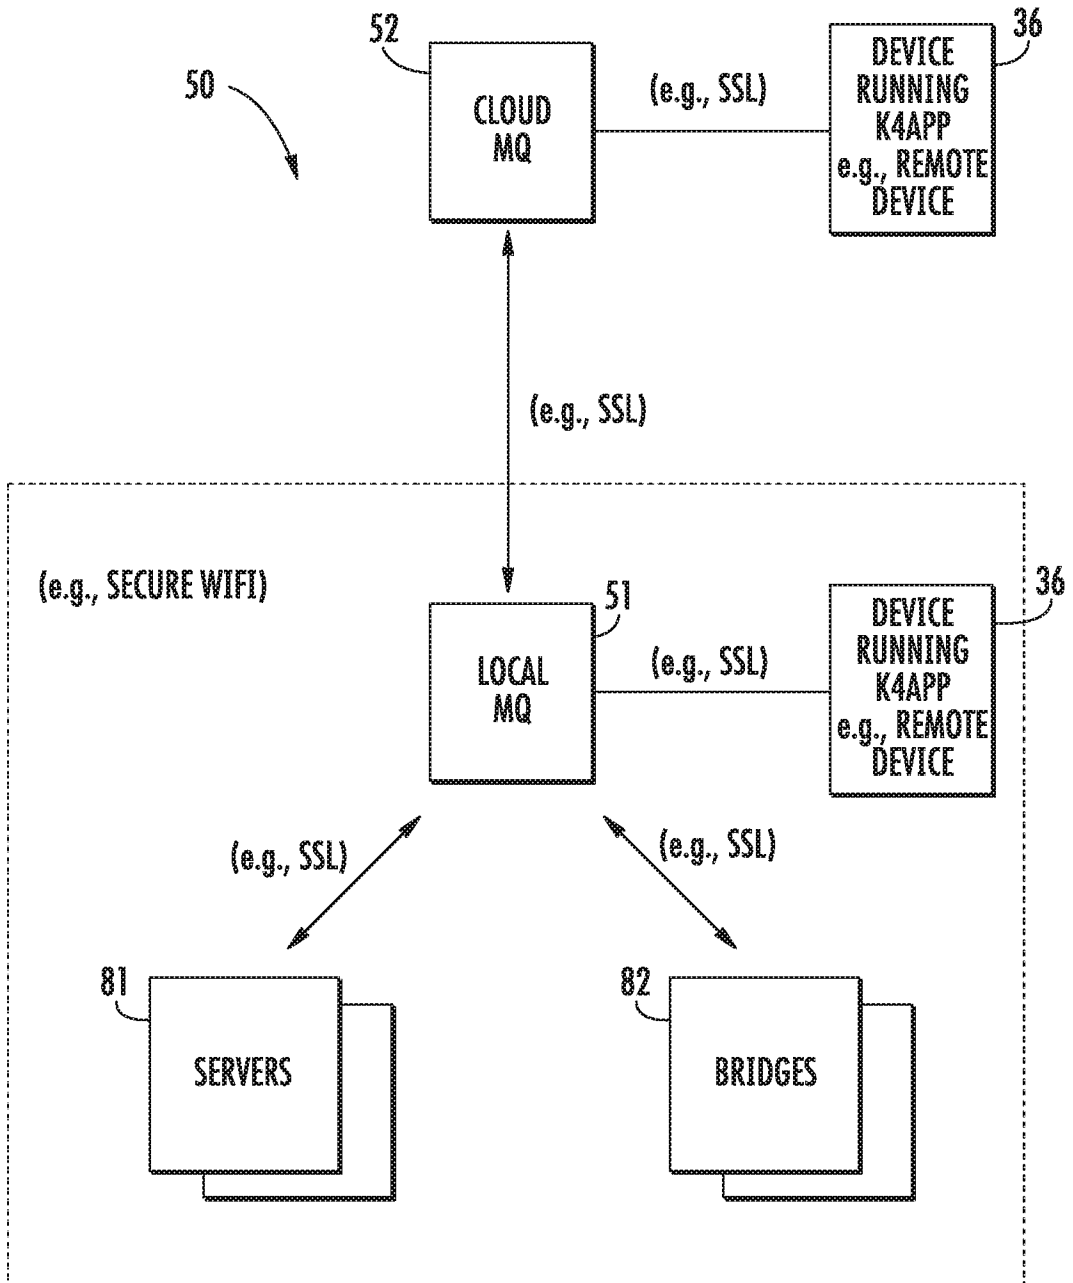 52
36
50
CLOUD
MQ
(e.g., SSL)
DEVICE
RUNNING
K4APP
e.g., REMOTE
DEVICE
(e.g., SSL)
(e.g., SECURE WIFI)
51
36
LOCAL
MQ
(e.g., SSL)
DEVICE
RUNNING
K4APP
e.g., REMOTE
DEVICE
(e.g., SSL)
(e.g., SSL)
81
82
SERVERS
BRIDGES